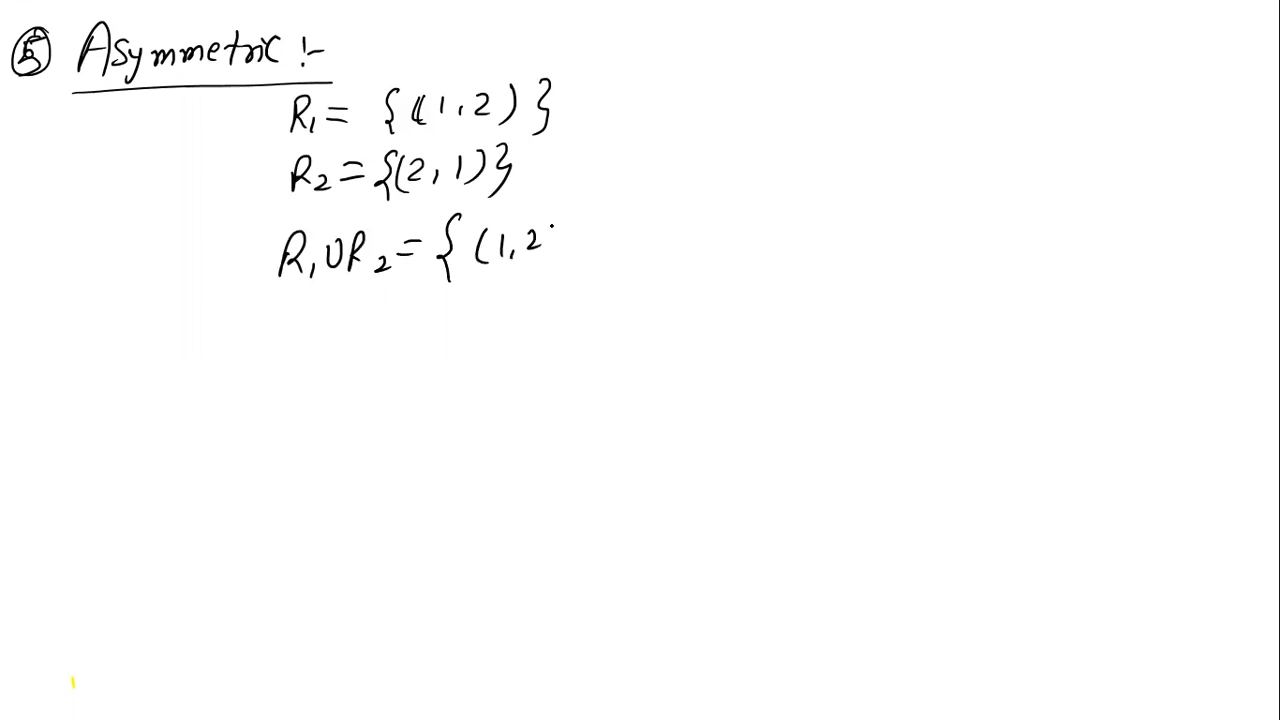 ⑤ Asymmetric :-
R₁ = {(1, 2)}
R₂ = {(2, 1)}
R₁ ∪ R₂ = { (1, 2